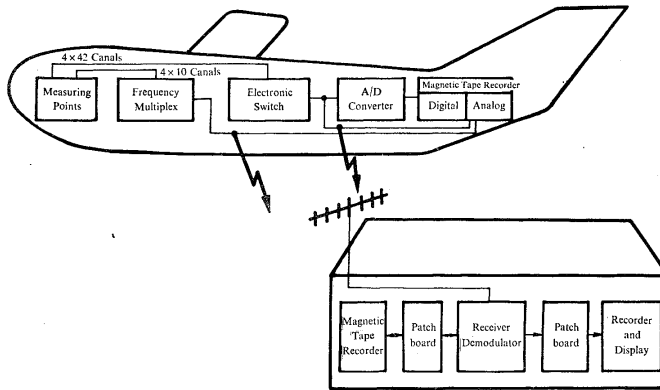 4 × 42 Canals
4 × 10 Canals
Measuring
Points
Frequency
Multiplex
Electronic
Switch
A/D
Converter
Magnetic Tape Recorder
Digital
Analog
Magnetic
Tape
Recorder
Patch
board
Receiver
Demodulator
Patch
board
Recorder
and
Display